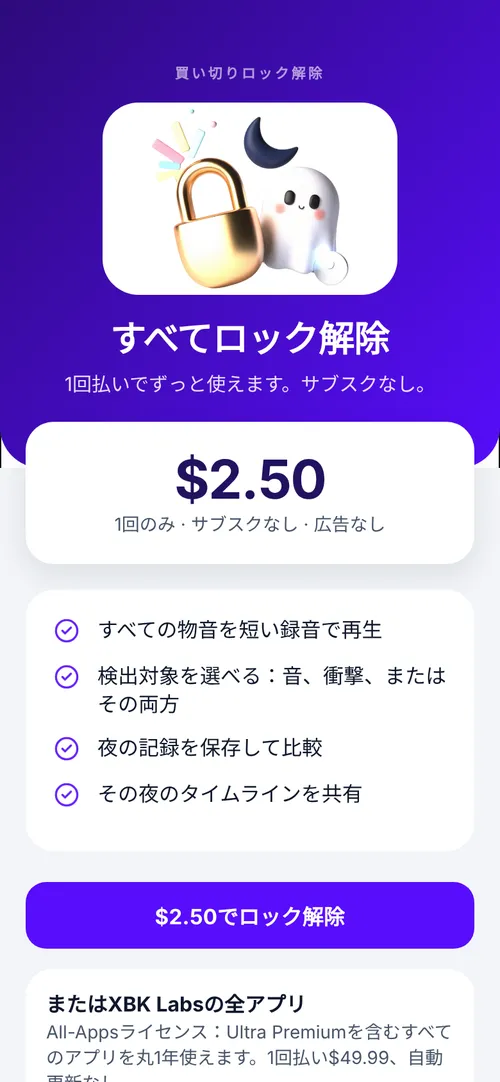 買い切りロック解除
すべてロック解除
1回払いでずっと使えます。サブスクなし。
$2.50
1回のみ · サブスクなし · 広告なし
すべての物音を短い録音で再生
検出対象を選べる：音、衝撃、または
その両方
夜の記録を保存して比較
その夜のタイムラインを共有
$2.50でロック解除
またはXBK Labsの全アプリ
All-Appsライセンス：Ultra Premiumを含むすべて
のアプリを丸1年使えます。1回払い$49.99、自動
更新なし